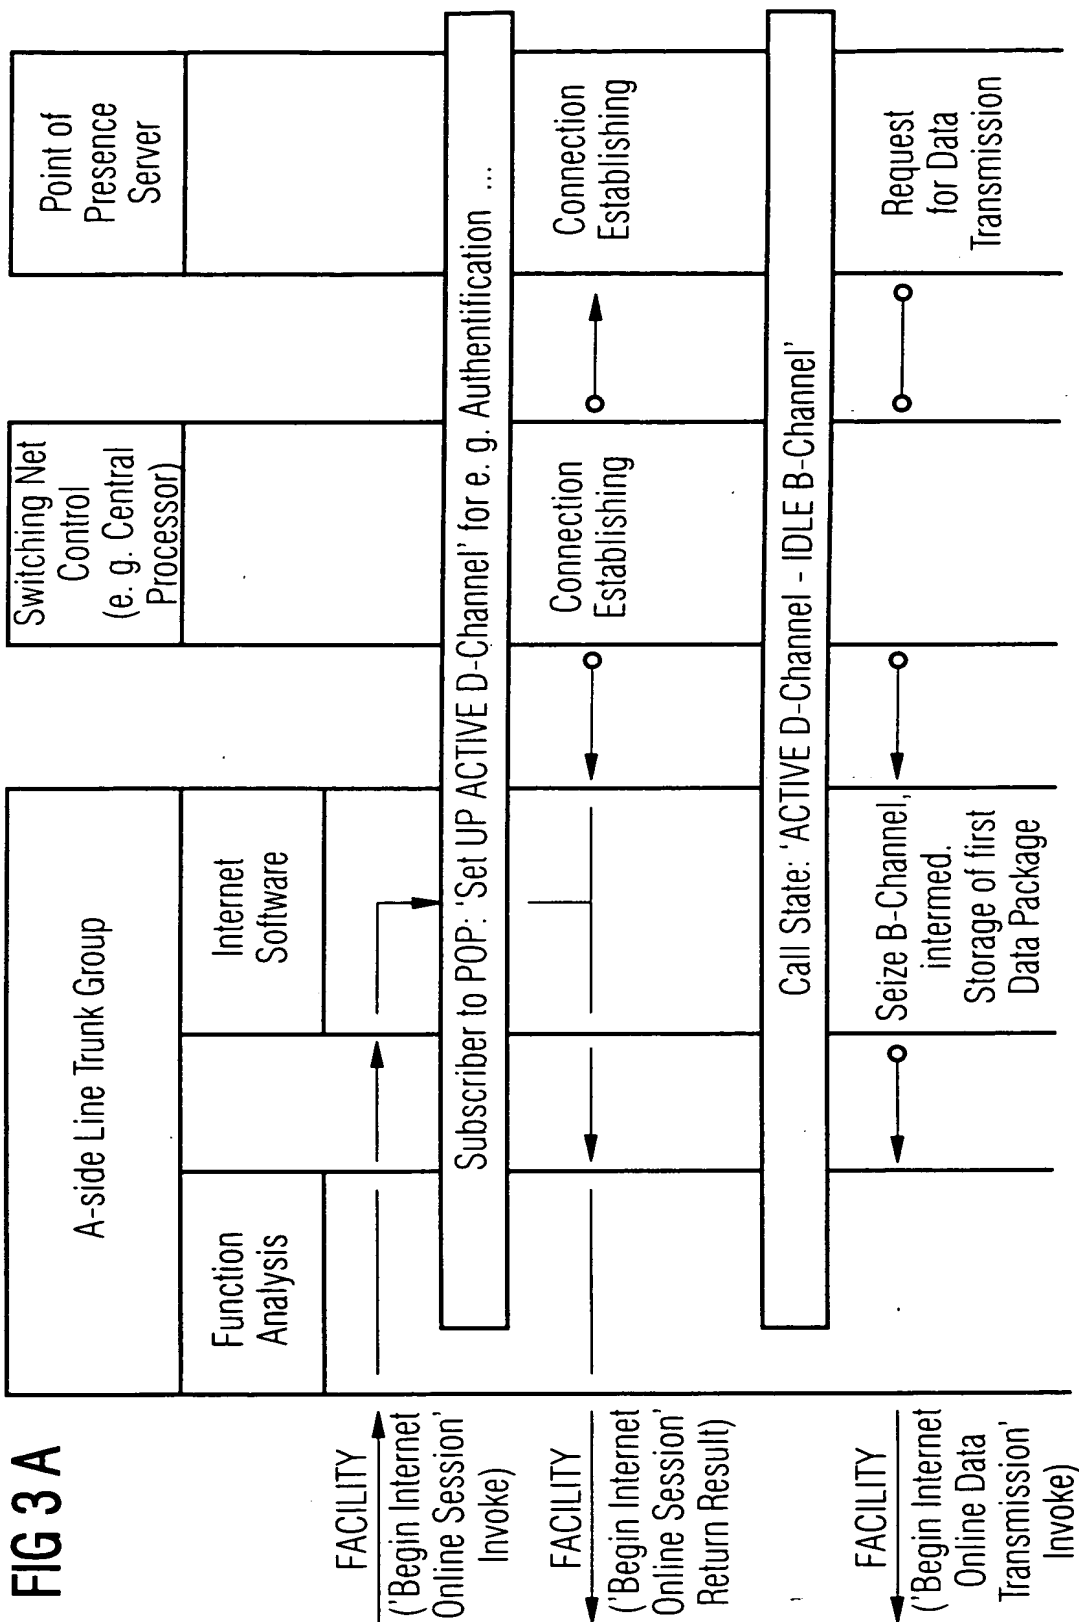 FIG 3 A
A-side Line Trunk Group
Function
Analysis
Internet
Software
Switching Net
Control
(e. g. Central
Processor)
Point of
Presence
Server
FACILITY
('Begin Internet
Online Session'
Invoke)
Subscriber to POP: 'Set UP ACTIVE D-Channel' for e. g. Authentification ...
FACILITY
('Begin Internet
Online Session'
Return Result)
Connection
Establishing
Connection
Establishing
Call State: 'ACTIVE D-Channel - IDLE B-Channel'
FACILITY
('Begin Internet
Online Data
Transmission'
Invoke)
Seize B-Channel,
intermed.
Storage of first
Data Package
Request
for Data
Transmission